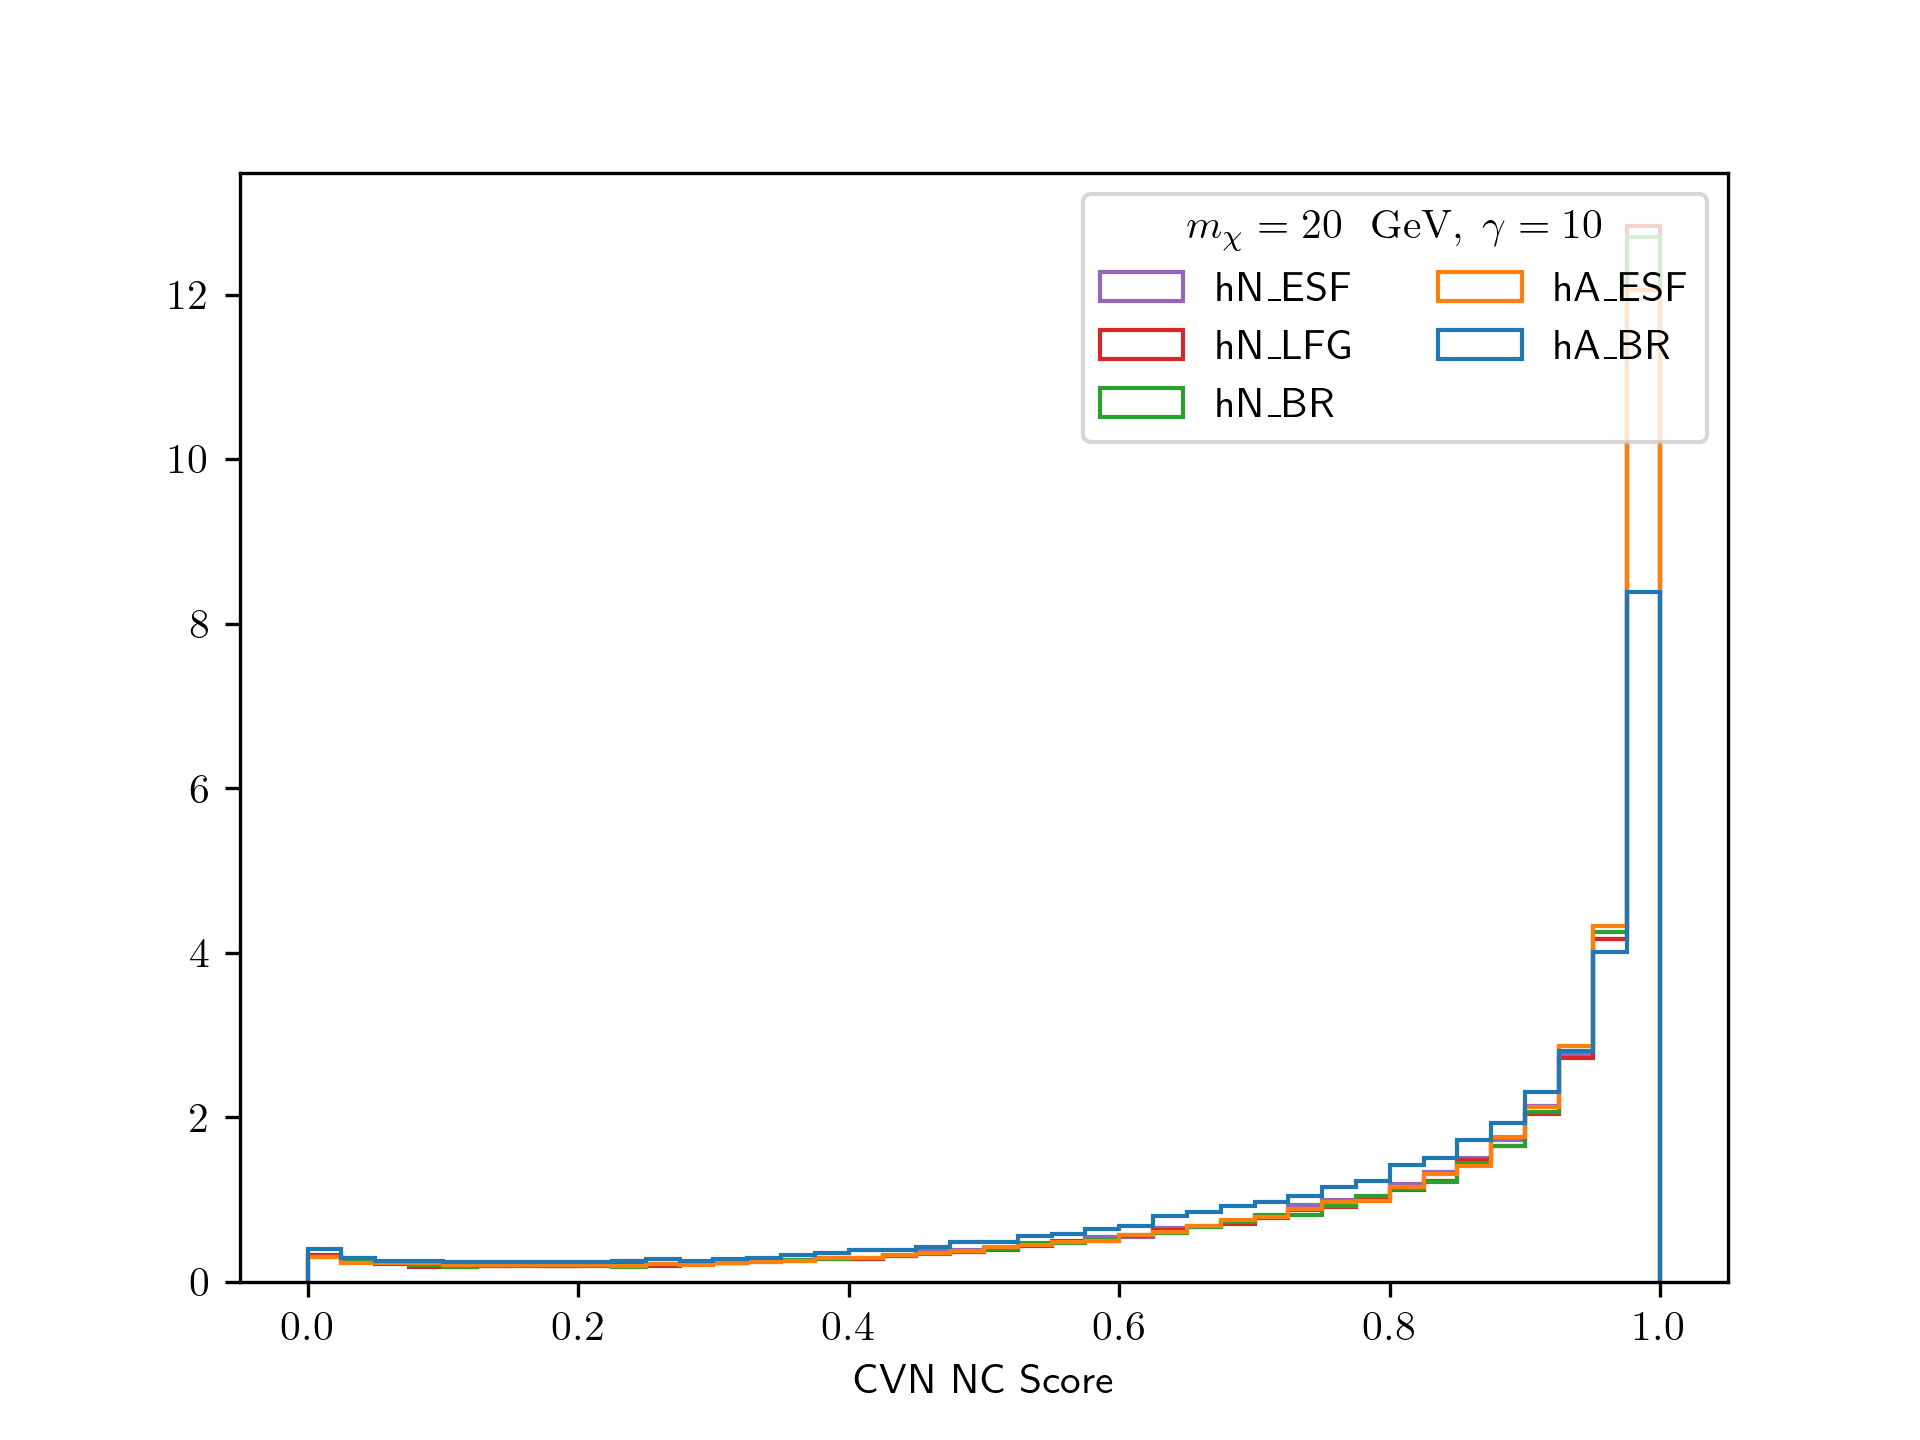 m_χ = 20 GeV, γ = 10
hN_ESF hA_ESF
hN_LFG hA_BR
hN_BR
12
10
8
6
4
2
0
0.0 0.2 0.4 0.6 0.8 1.0
CVN NC Score